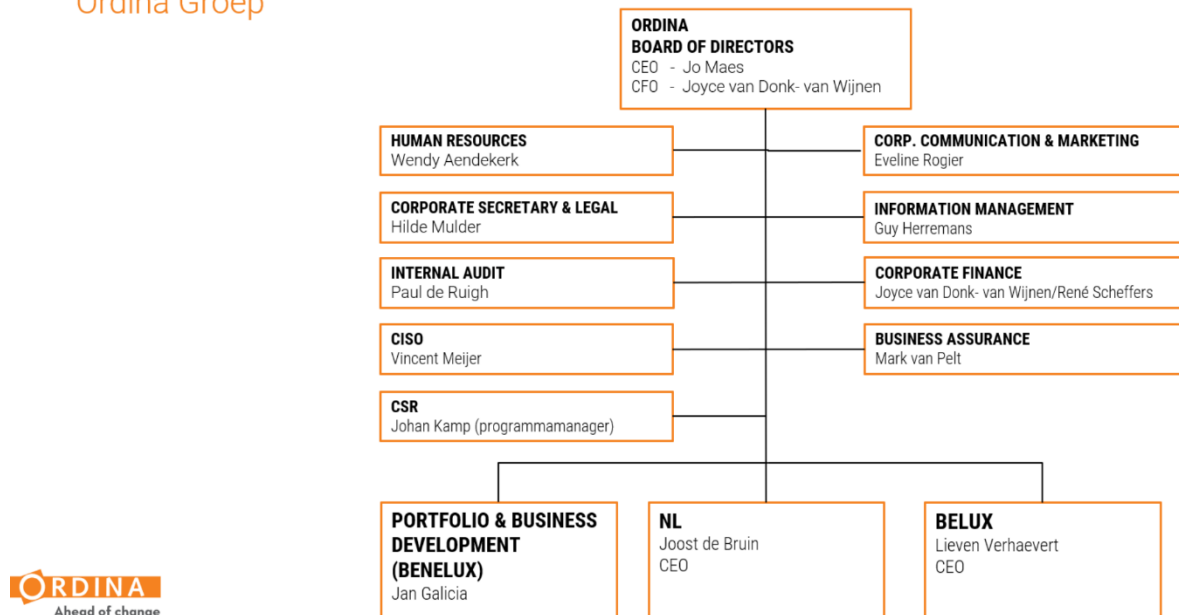 Ordina Groep
ORDINA
BOARD OF DIRECTORS
CEO - Jo Maes
CFO - Joyce van Donk- van Wijnen
HUMAN RESOURCES
Wendy Aendekerk
CORP. COMMUNICATION & MARKETING
Eveline Rogier
CORPORATE SECRETARY & LEGAL
Hilde Mulder
INFORMATION MANAGEMENT
Guy Herremans
INTERNAL AUDIT
Paul de Ruigh
CORPORATE FINANCE
Joyce van Donk- van Wijnen/René Scheffers
CISO
Vincent Meijer
BUSINESS ASSURANCE
Mark van Pelt
CSR
Johan Kamp (programmamanager)
PORTFOLIO & BUSINESS
DEVELOPMENT
(BENELUX)
Jan Galicia
NL
Joost de Bruin
CEO
BELUX
Lieven Verhaevert
CEO
ORDINA
Ahead of change